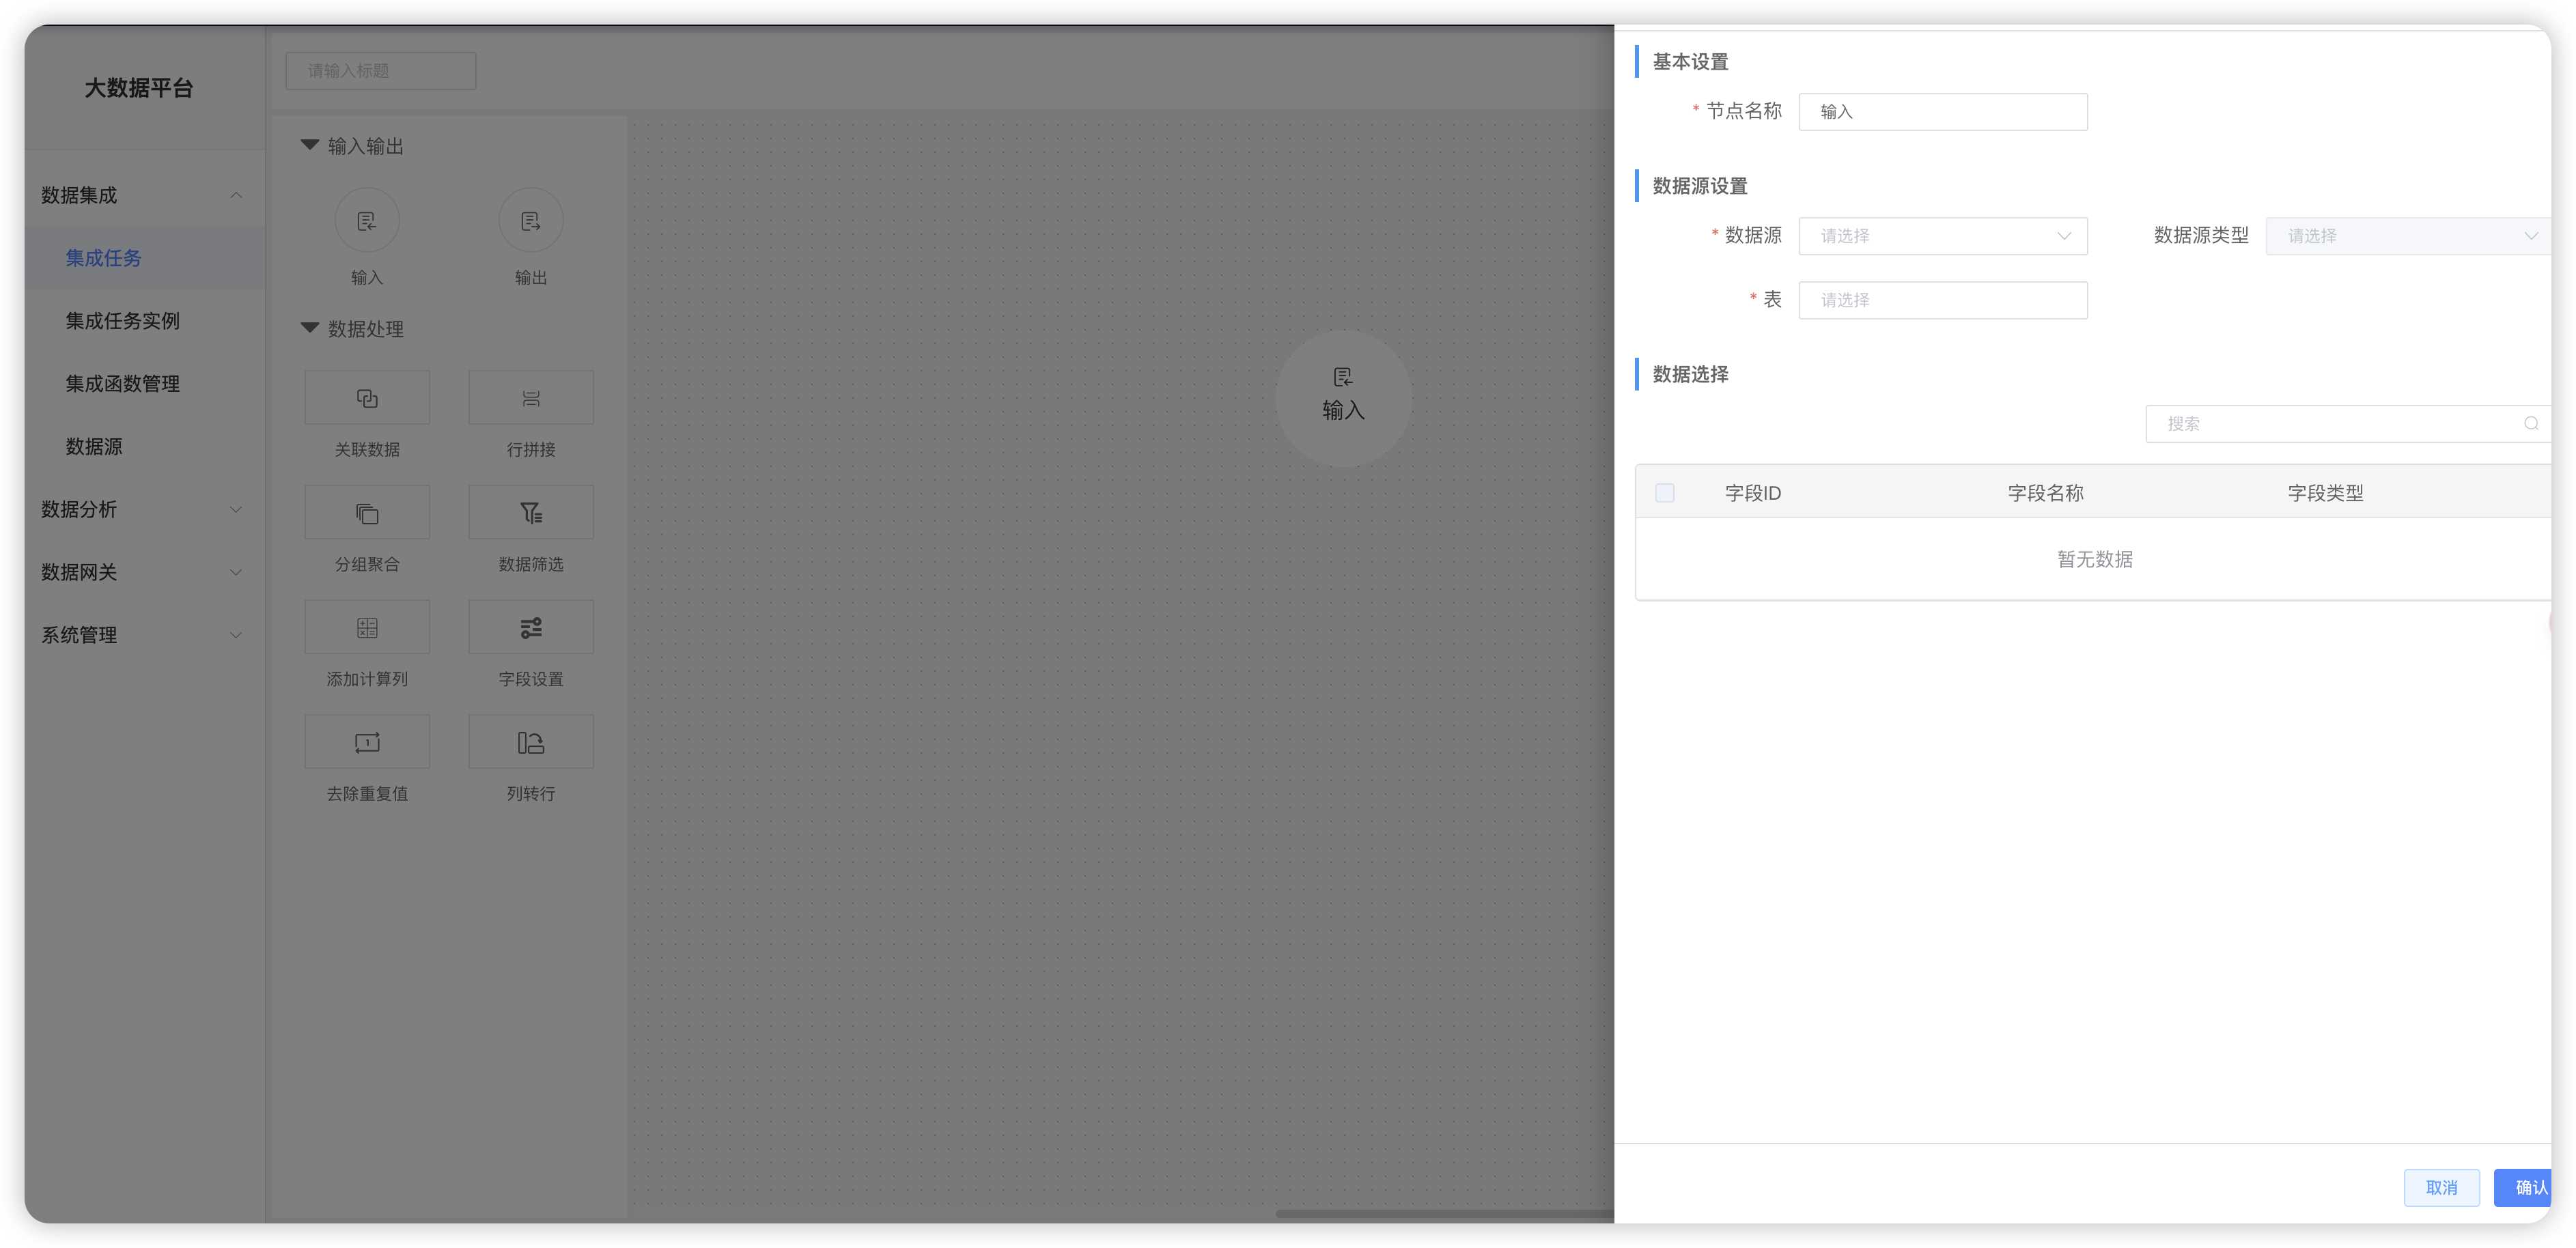 大数据平台
数据集成
集成任务
集成任务实例
集成函数管理
数据源
数据分析
数据网关
系统管理
请输入标题
输入输出
输入
输出
数据处理
关联数据
行拼接
分组聚合
数据筛选
添加计算列
字段设置
去除重复值
列转行
输入
基本设置
* 节点名称
输入
数据源设置
* 数据源
请选择
数据源类型
请选择
* 表
请选择
数据选择
搜索
字段ID
字段名称
字段类型
暂无数据
取消
确认